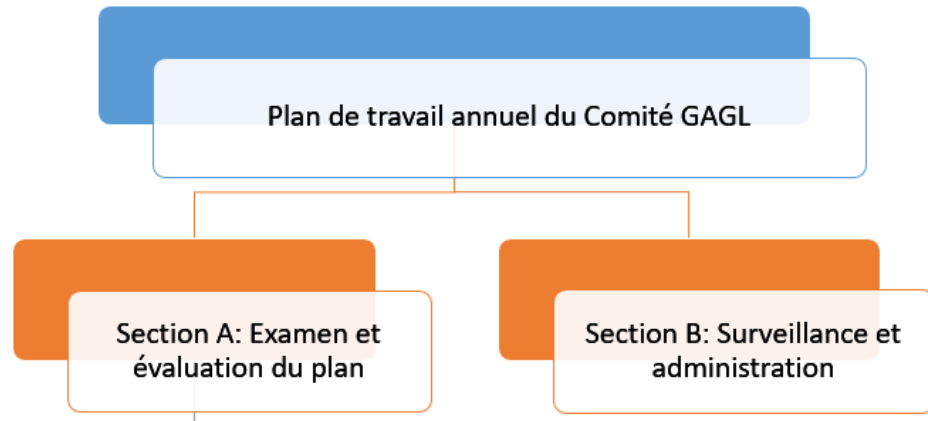 Plan de travail annuel du Comité GAGL
Section A: Examen et
évaluation du plan
Section B: Surveillance et
administration